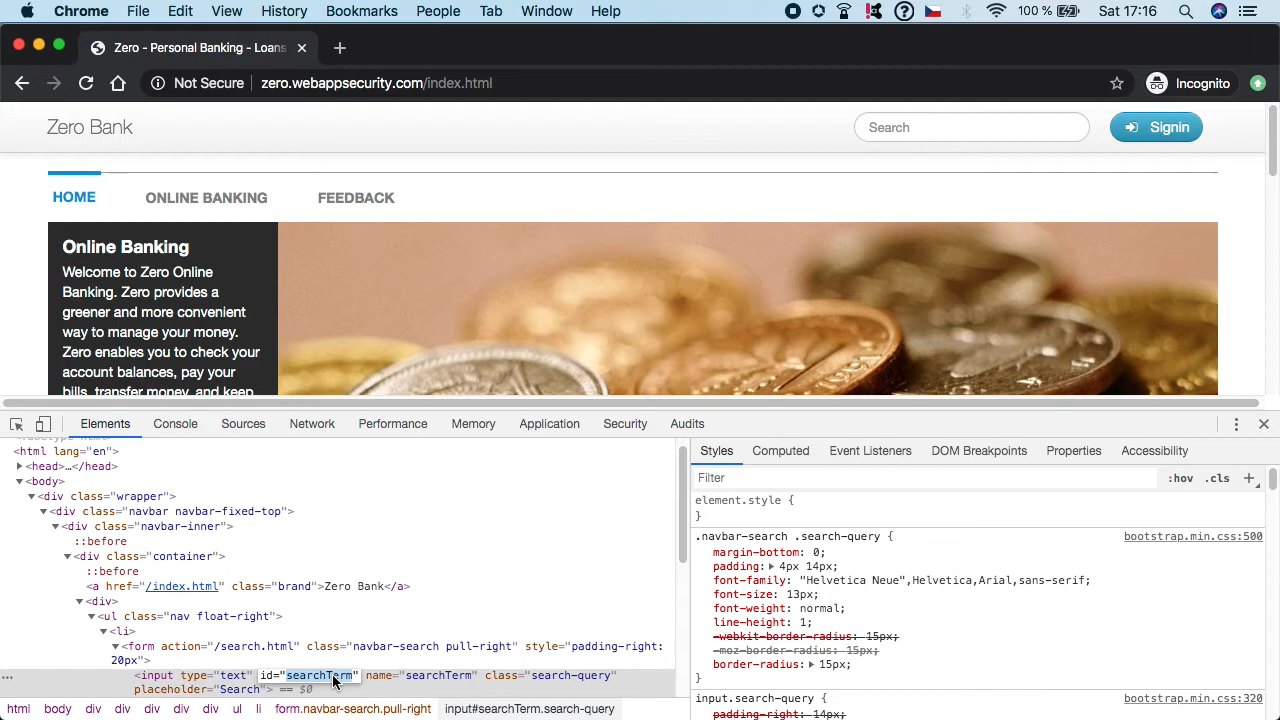 Chrome File Edit View History Bookmarks People Tab Window Help 100 % Sat 17:16
Zero - Personal Banking - Loans
Not Secure zero.webappsecurity.com/index.html Incognito
Zero Bank Search Signin
HOME ONLINE BANKING FEEDBACK
Online Banking
Welcome to Zero Online
Banking. Zero provides a
greener and more convenient
way to manage your money.
Zero enables you to check your
account balances, pay your
bills, transfer money, and keep
Elements Console Sources Network Performance Memory Application Security Audits
<html lang="en">
<head>…</head>
<body>
<div class="wrapper">
<div class="navbar navbar-fixed-top">
<div class="navbar-inner">
::before
<div class="container">
::before
<a href="/index.html" class="brand">Zero Bank</a>
<div>
<ul class="nav float-right">
<li>
<form action="/search.html" class="navbar-search pull-right" style="padding-right:
20px">
… <input type="text" id="searchTerm" name="searchTerm" class="search-query"
placeholder="Search"> == $0
html body div div div div ul li form.navbar-search.pull-right input#searchTerm.search-query
Styles Computed Event Listeners DOM Breakpoints Properties Accessibility
Filter :hov .cls +
element.style {
}
.navbar-search .search-query { bootstrap.min.css:500
margin-bottom: 0;
padding: 4px 14px;
font-family: "Helvetica Neue",Helvetica,Arial,sans-serif;
font-size: 13px;
font-weight: normal;
line-height: 1;
-webkit-border-radius: 15px;
-moz-border-radius: 15px;
border-radius: 15px;
}
input.search-query { bootstrap.min.css:320
padding-right: 14px;